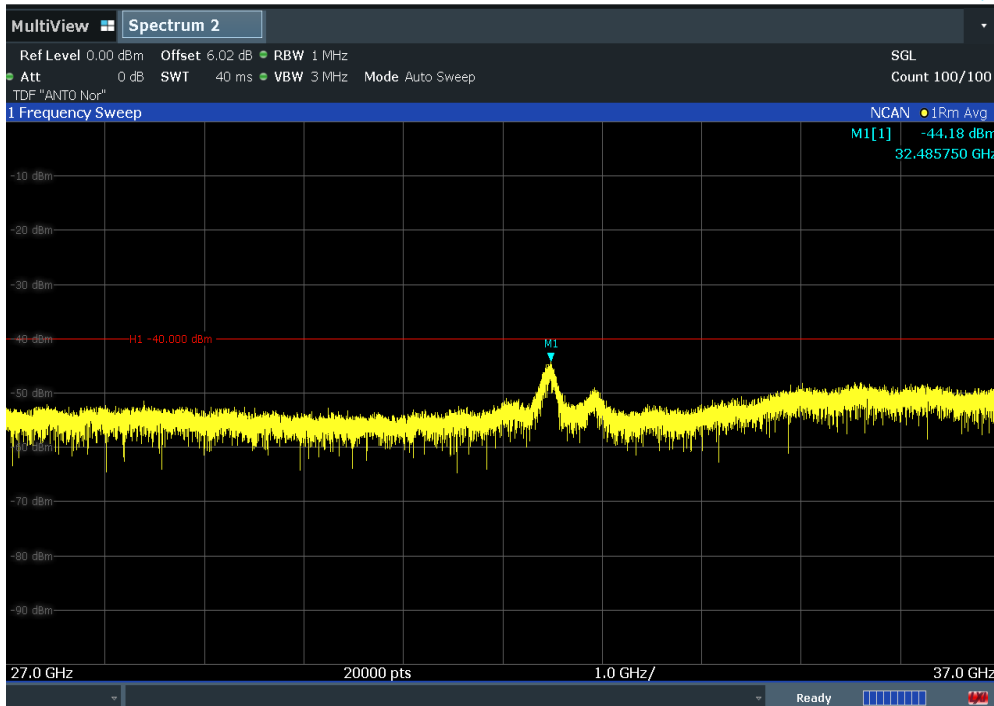 MultiView Spectrum 2
Ref Level 0.00 dBm Offset 6.02 dB RBW 1 MHz SGL
Att 0 dB SWT 40 ms VBW 3 MHz Mode Auto Sweep Count 100/100
TDF "ANT0 Nor"
1 Frequency Sweep NCAN 1Rm Avg
M1[1] -44.18 dBm
32.485750 GHz
-10 dBm
-20 dBm
-30 dBm
-40 dBm H1 -40.000 dBm
M1
-50 dBm
-60 dBm
-70 dBm
-80 dBm
-90 dBm
27.0 GHz 20000 pts 1.0 GHz/ 37.0 GHz
Ready